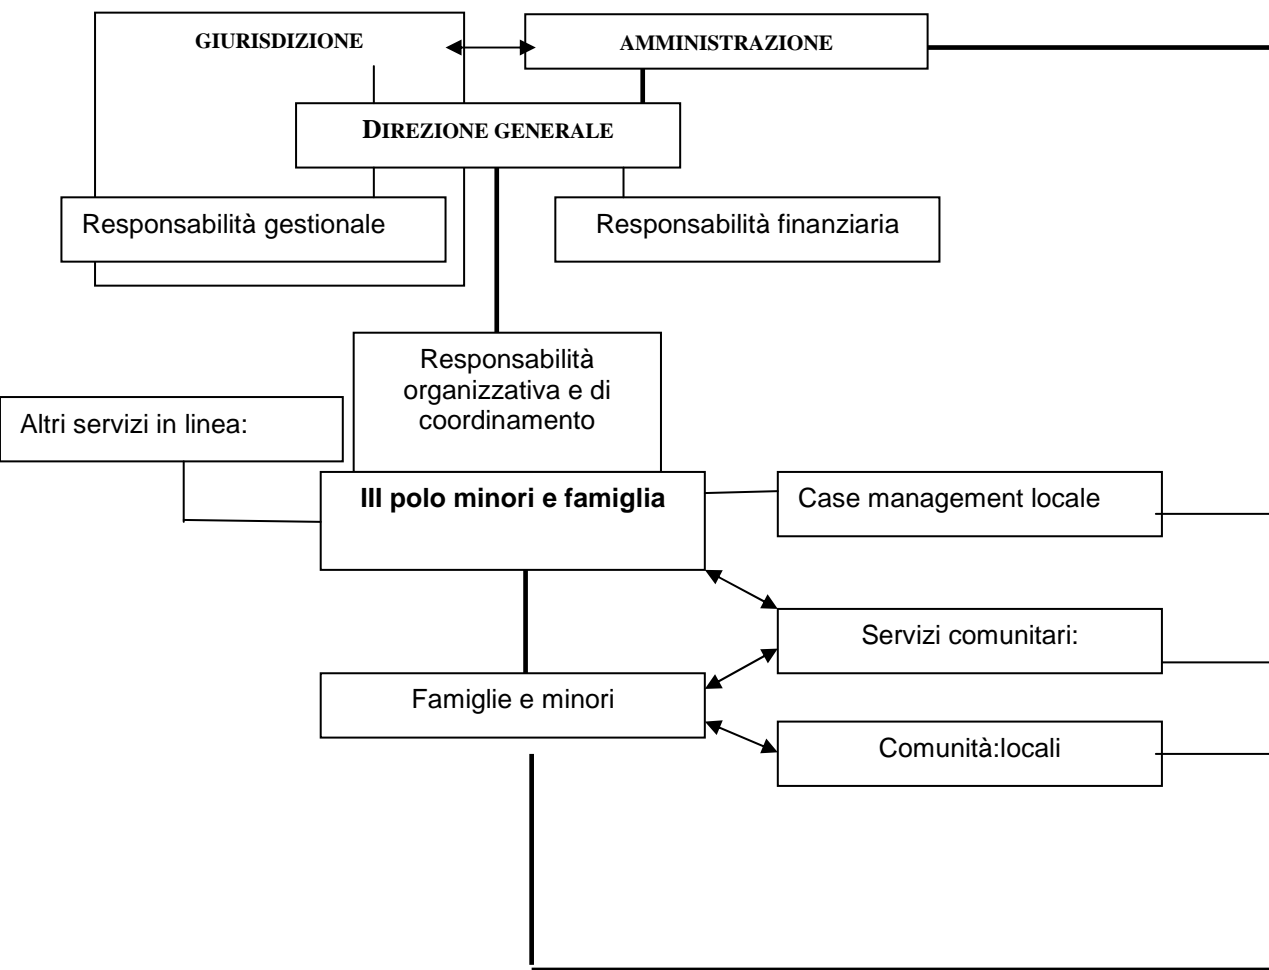 GIURISDIZIONE
AMMINISTRAZIONE
DIREZIONE GENERALE
Responsabilità gestionale
Responsabilità finanziaria
Responsabilità
organizzativa e di
coordinamento
Altri servizi in linea:
III polo minori e famiglia
Case management locale
Servizi comunitari:
Famiglie e minori
Comunità:locali